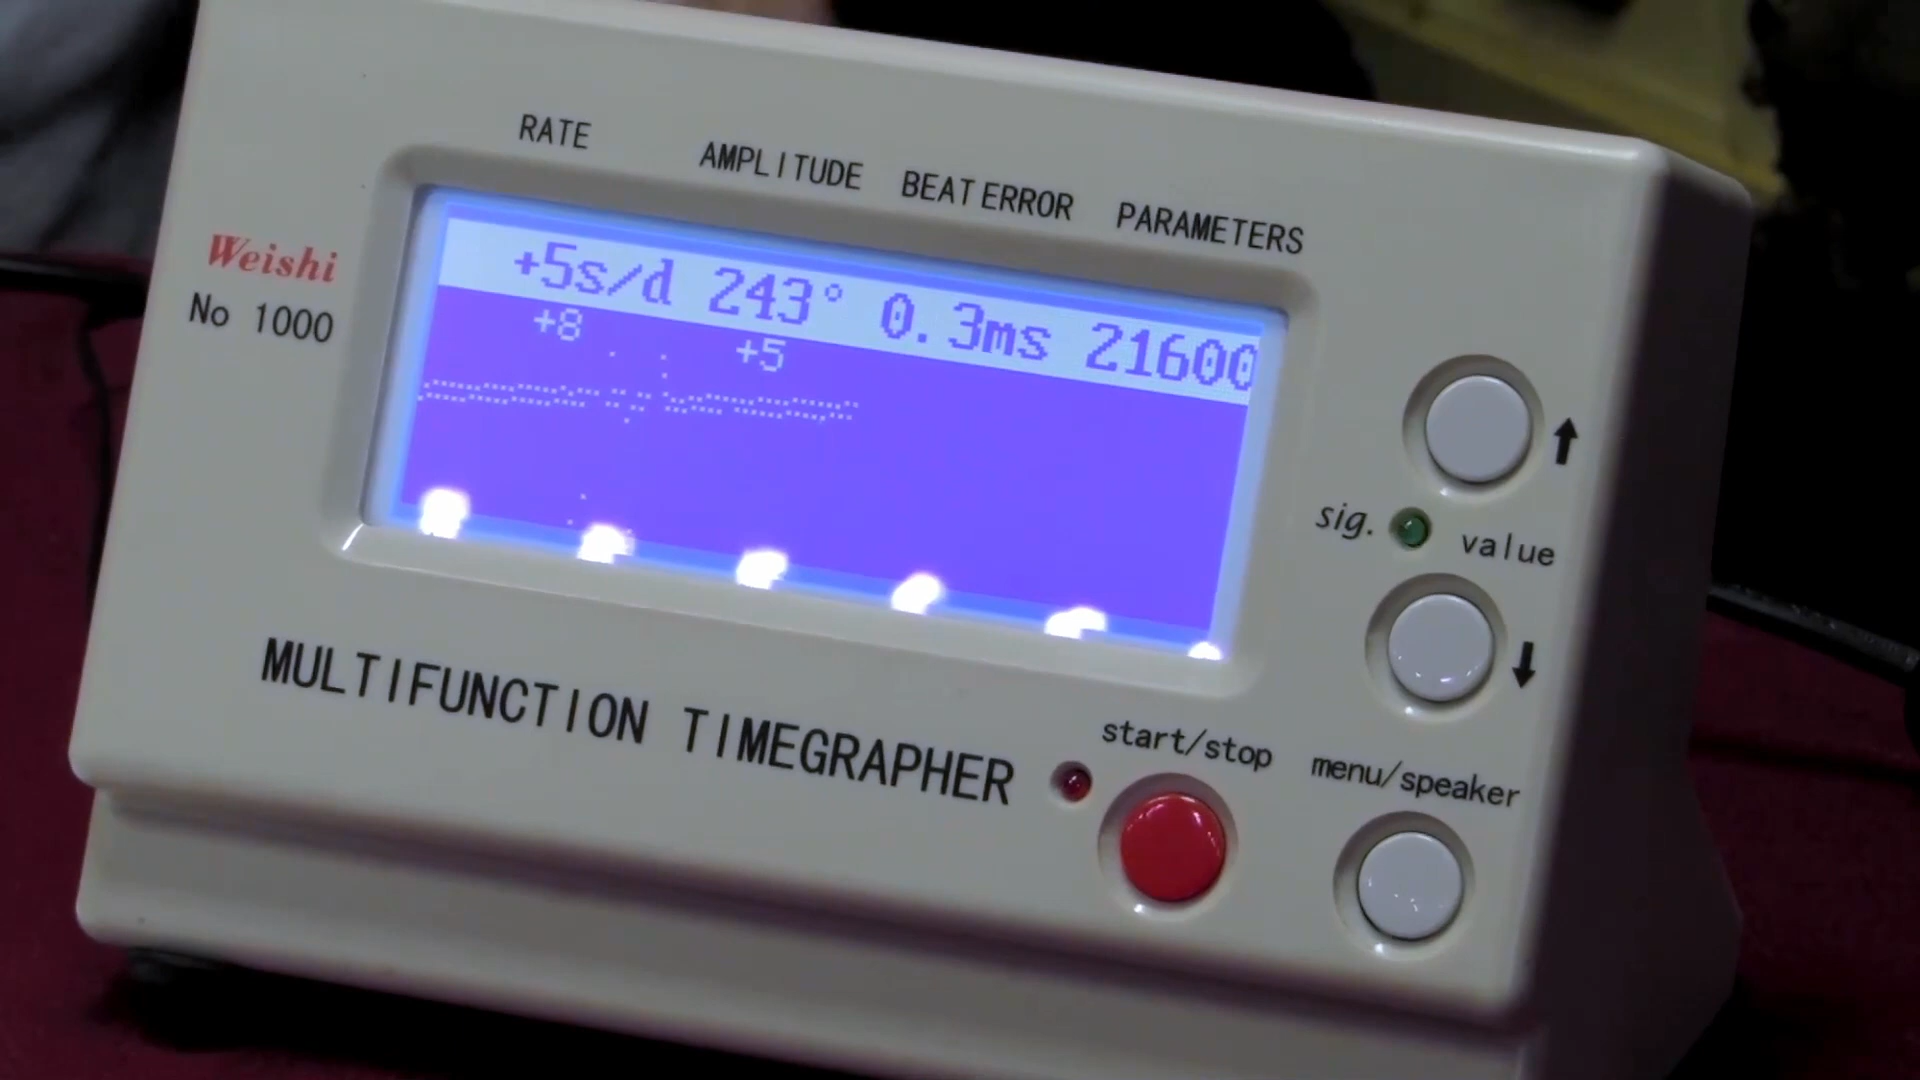 RATE AMPLITUDE BEAT ERROR PARAMETERS
Weishi
No 1000
+5s/d 243° 0.3ms 21600
+8 +5
sig. value
MULTIFUNCTION TIMEGRAPHER
start/stop
menu/speaker